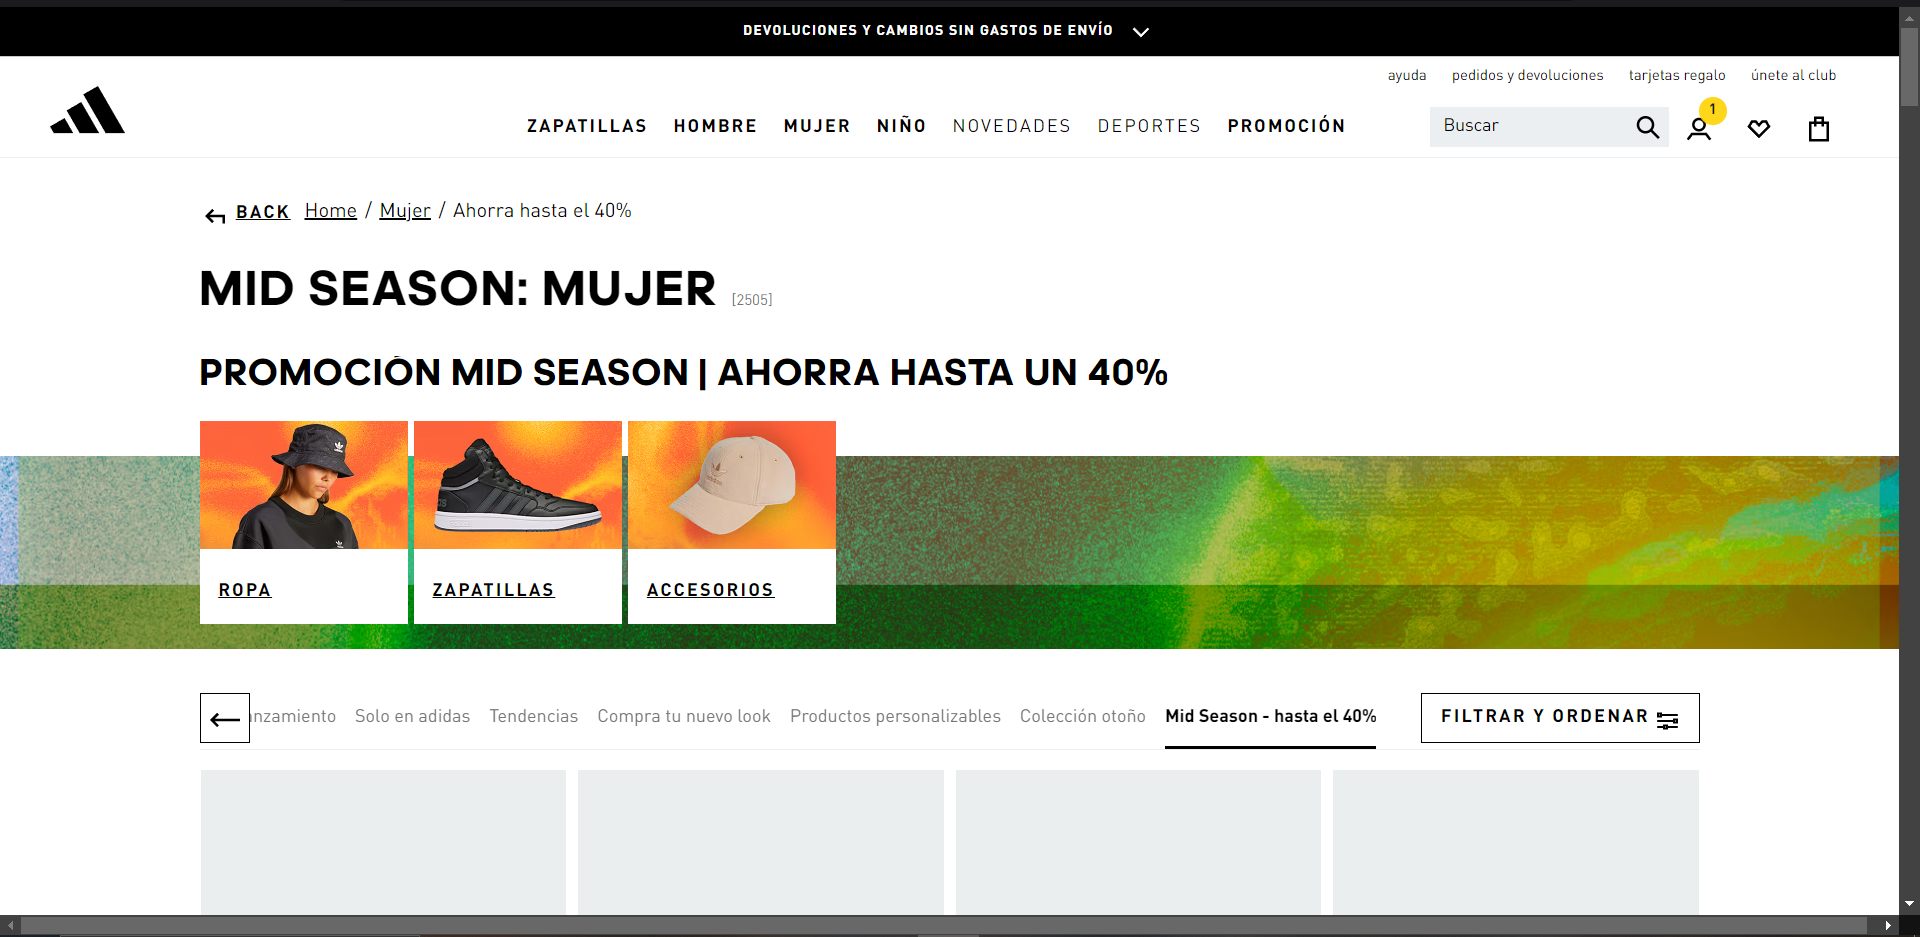 DEVOLUCIONES Y CAMBIOS SIN GASTOS DE ENVÍO
ayuda pedidos y devoluciones tarjetas regalo únete al club
ZAPATILLAS HOMBRE MUJER NIÑO NOVEDADES DEPORTES PROMOCIÓN
Buscar
1
BACK Home / Mujer / Ahorra hasta el 40%
MID SEASON: MUJER [2505]
PROMOCIÓN MID SEASON | AHORRA HASTA UN 40%
ROPA
ZAPATILLAS
ACCESORIOS
nzamiento Solo en adidas Tendencias Compra tu nuevo look Productos personalizables Colección otoño Mid Season - hasta el 40%
FILTRAR Y ORDENAR